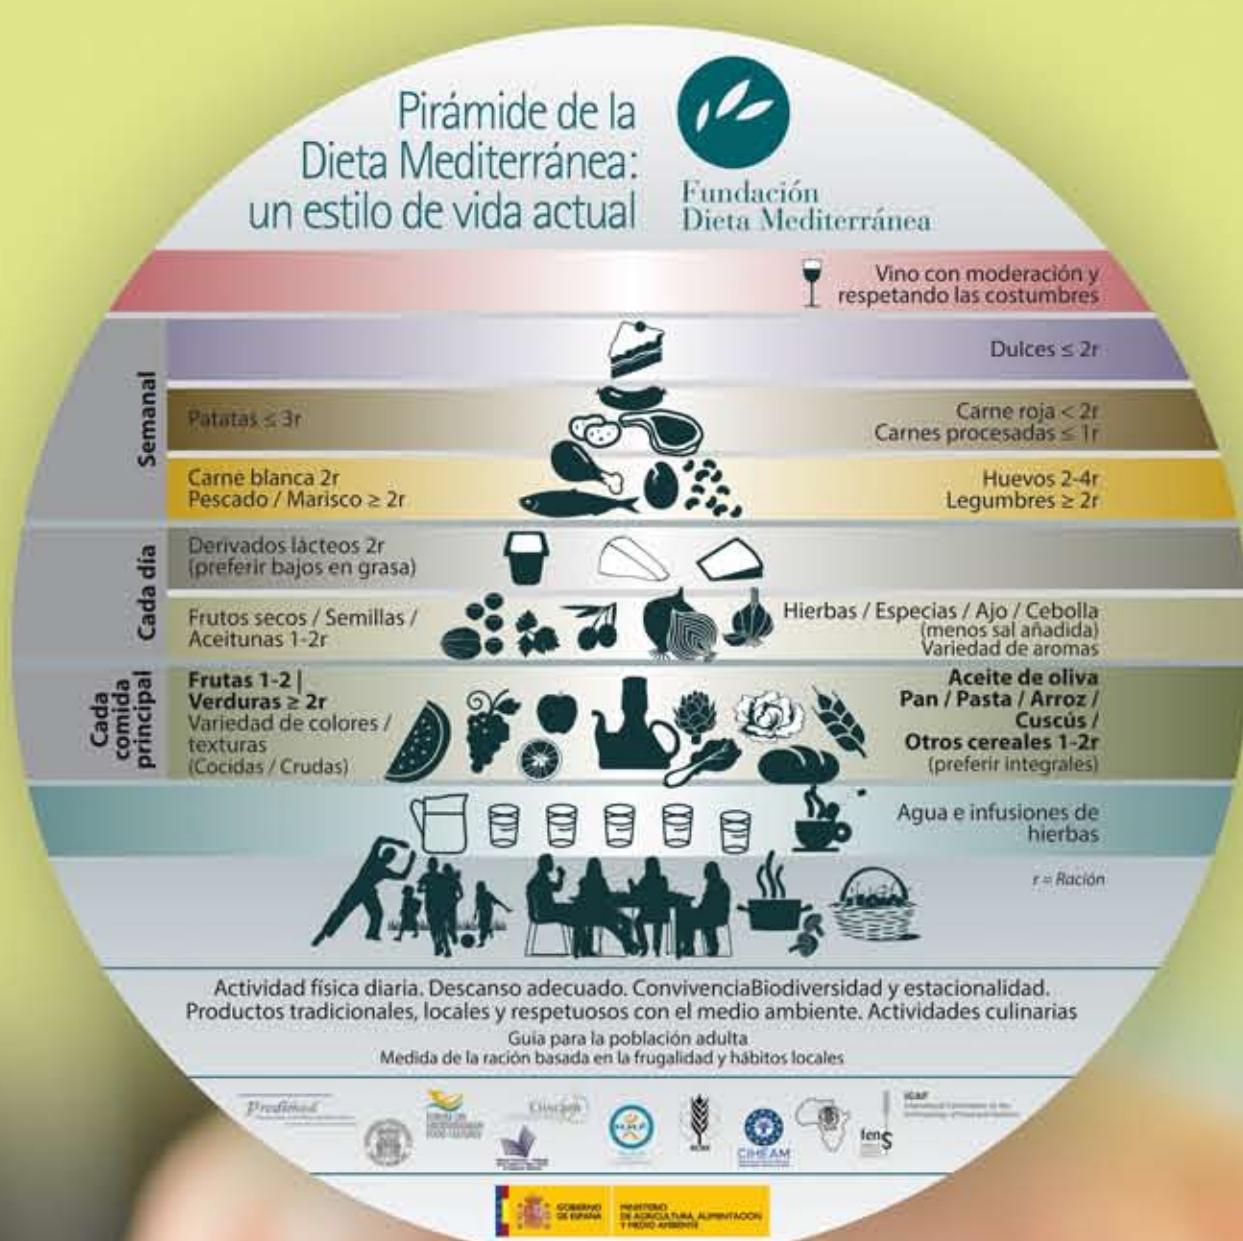 Pirámide de la
Dieta Mediterránea:
un estilo de vida actual
Fundación
Dieta Mediterránea
Vino con moderación y
respetando las costumbres
Semanal
Dulces ≤ 2r
Patatas ≤ 3r
Carne roja < 2r
Carnes procesadas ≤ 1r
Carne blanca 2r
Pescado / Marisco ≥ 2r
Huevos 2-4r
Legumbres ≥ 2r
Cada día
Derivados lácteos 2r
(preferir bajos en grasa)
Frutos secos / Semillas /
Aceitunas 1-2r
Hierbas / Especias / Ajo / Cebolla
(menos sal añadida)
Variedad de aromas
Cada
comida
principal
Frutas 1-2 |
Verduras ≥ 2r
Variedad de colores /
texturas
(Cocidas / Crudas)
Aceite de oliva
Pan / Pasta / Arroz /
Cuscús /
Otros cereales 1-2r
(preferir integrales)
Agua e infusiones de
hierbas
r = Ración
Actividad física diaria. Descanso adecuado. ConvivenciaBiodiversidad y estacionalidad.
Productos tradicionales, locales y respetuosos con el medio ambiente. Actividades culinarias
Guia para la población adulta
Medida de la ración basada en la frugalidad y hábitos locales
Predimed
CIHEAM
fens
GOBIERNO
DE ESPAÑA
MINISTERIO
DE AGRICULTURA, ALIMENTACIÓN
Y MEDIO AMBIENTE